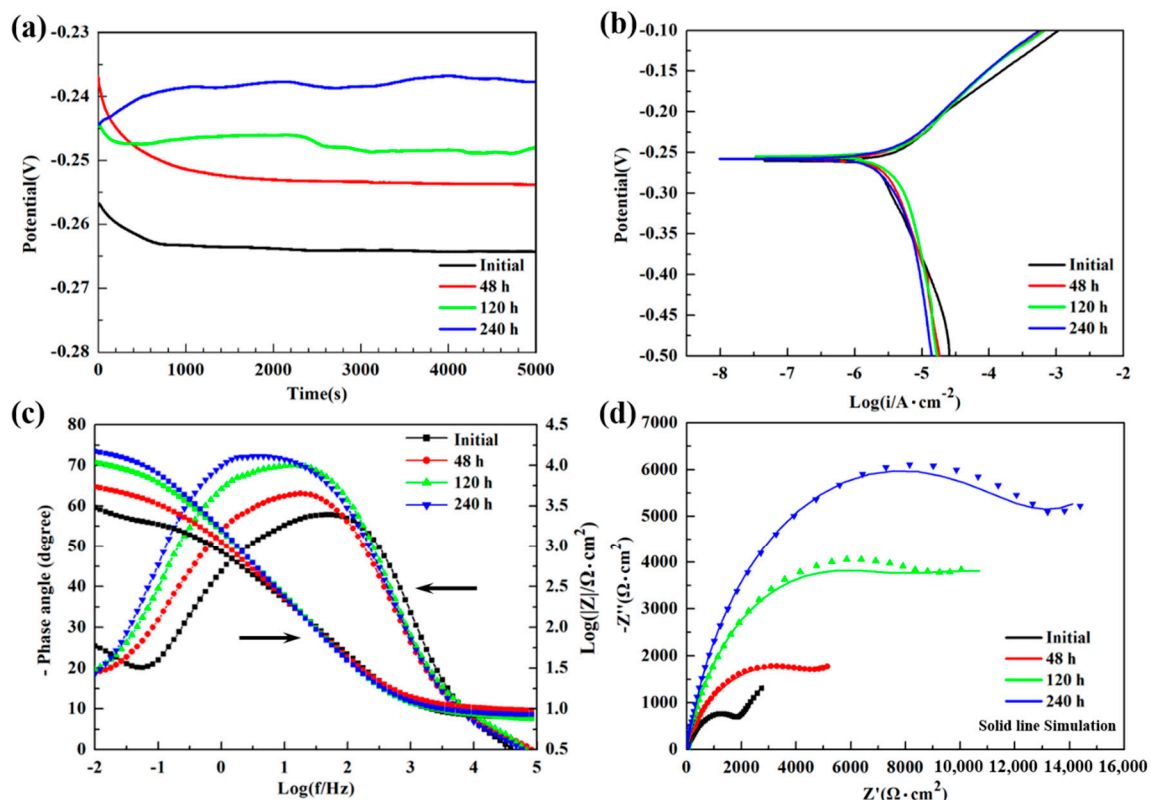 (a)
-0.23
-0.24
-0.25
-0.26
-0.27
-0.28
Potential(V)
Initial
48 h
120 h
240 h
0 1000 2000 3000 4000 5000
Time(s)
(b)
-0.10
-0.15
-0.20
-0.25
-0.30
-0.35
-0.40
-0.45
-0.50
Potential(V)
Initial
48 h
120 h
240 h
-8 -7 -6 -5 -4 -3 -2
Log(i/A·cm⁻²)
(c)
80
70
60
50
40
30
20
10
0
- Phase angle (degree)
Initial
48 h
120 h
240 h
4.5
4.0
3.5
3.0
2.5
2.0
1.5
1.0
0.5
Log(|Z|/Ω·cm²)
-2 -1 0 1 2 3 4 5
Log(f/Hz)
(d)
7000
6000
5000
4000
3000
2000
1000
0
-Z''(Ω·cm²)
Initial
48 h
120 h
240 h
Solid line Simulation
0 2000 4000 6000 8000 10,000 12,000 14,000 16,000
Z'(Ω·cm²)